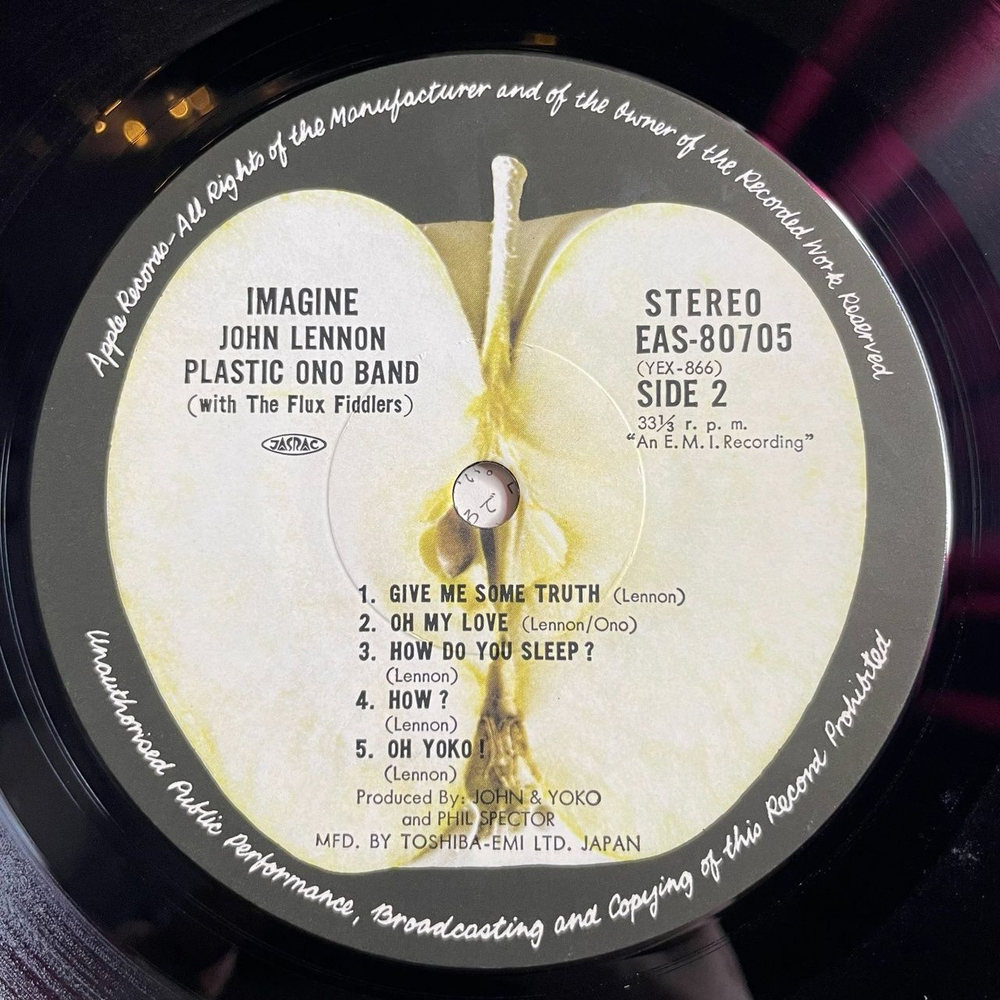 Apple Records-All Rights of the Manufacturer and of the Owner of the Recorded Work Reserved
IMAGINE
JOHN LENNON
PLASTIC ONO BAND
(with The Flux Fiddlers)
JASRAC
STEREO
EAS-80705
(YEX-866)
SIDE 2
33⅓ r. p. m.
“An E. M. I. Recording”
1. GIVE ME SOME TRUTH (Lennon)
2. OH MY LOVE (Lennon/Ono)
3. HOW DO YOU SLEEP?
(Lennon)
4. HOW?
(Lennon)
5. OH YOKO!
(Lennon)
Produced By: JOHN & YOKO
and PHIL SPECTOR
MFD. BY TOSHIBA-EMI LTD. JAPAN
Unauthorised Public Performance, Broadcasting and Copying of this Record Prohibited